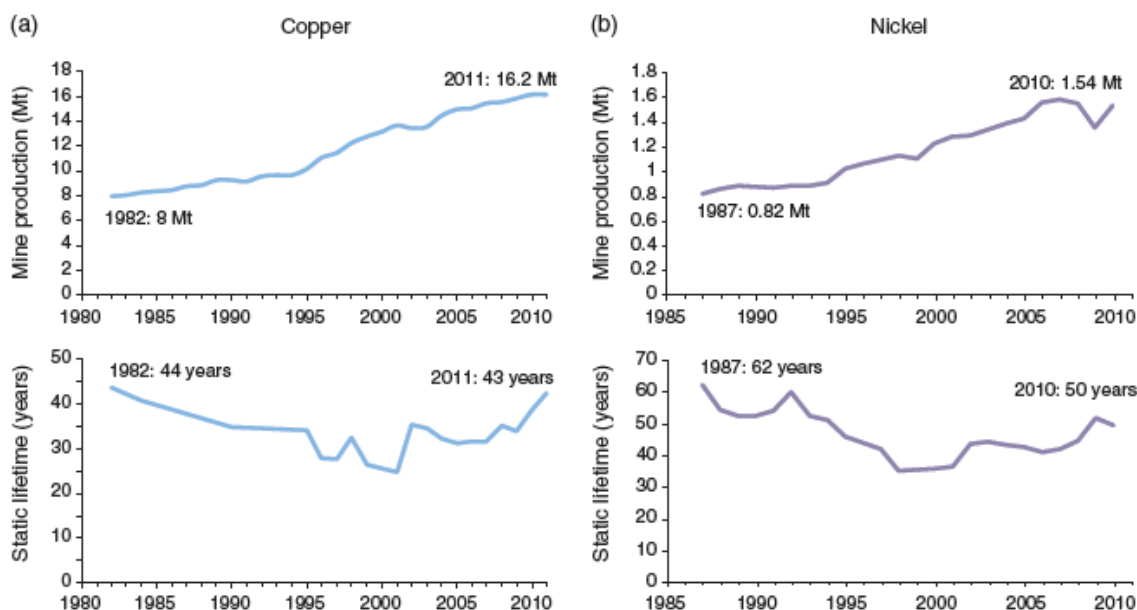 (a)
Copper
Mine production (Mt)
18
16
14
12
10
8
6
4
2
0
2011: 16.2 Mt
1982: 8 Mt
1980 1985 1990 1995 2000 2005 2010
Static lifetime (years)
50
40
30
20
10
0
1982: 44 years
2011: 43 years
1980 1985 1990 1995 2000 2005 2010
(b)
Nickel
Mine production (Mt)
1.8
1.6
1.4
1.2
1
0.8
0.6
0.4
0.2
0
2010: 1.54 Mt
1987: 0.82 Mt
1985 1990 1995 2000 2005 2010
Static lifetime (years)
70
60
50
40
30
20
10
0
1987: 62 years
2010: 50 years
1985 1990 1995 2000 2005 2010